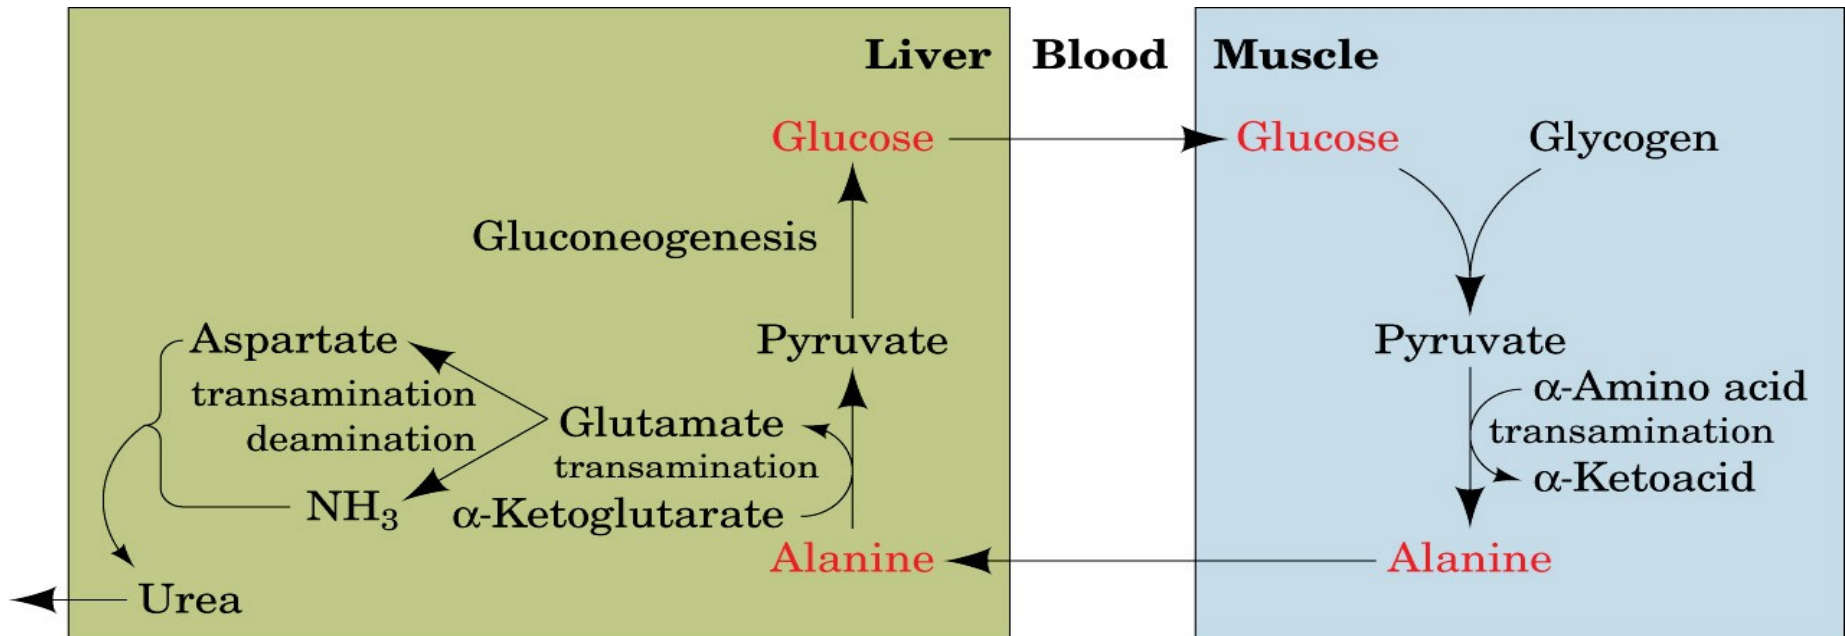 Liver
Blood
Muscle
Glucose
Glucose
Glycogen
Gluconeogenesis
Aspartate
Pyruvate
Pyruvate
transamination
deamination
Glutamate
transamination
α-Amino acid
transamination
α-Ketoacid
NH₃
α-Ketoglutarate
Alanine
Alanine
Urea